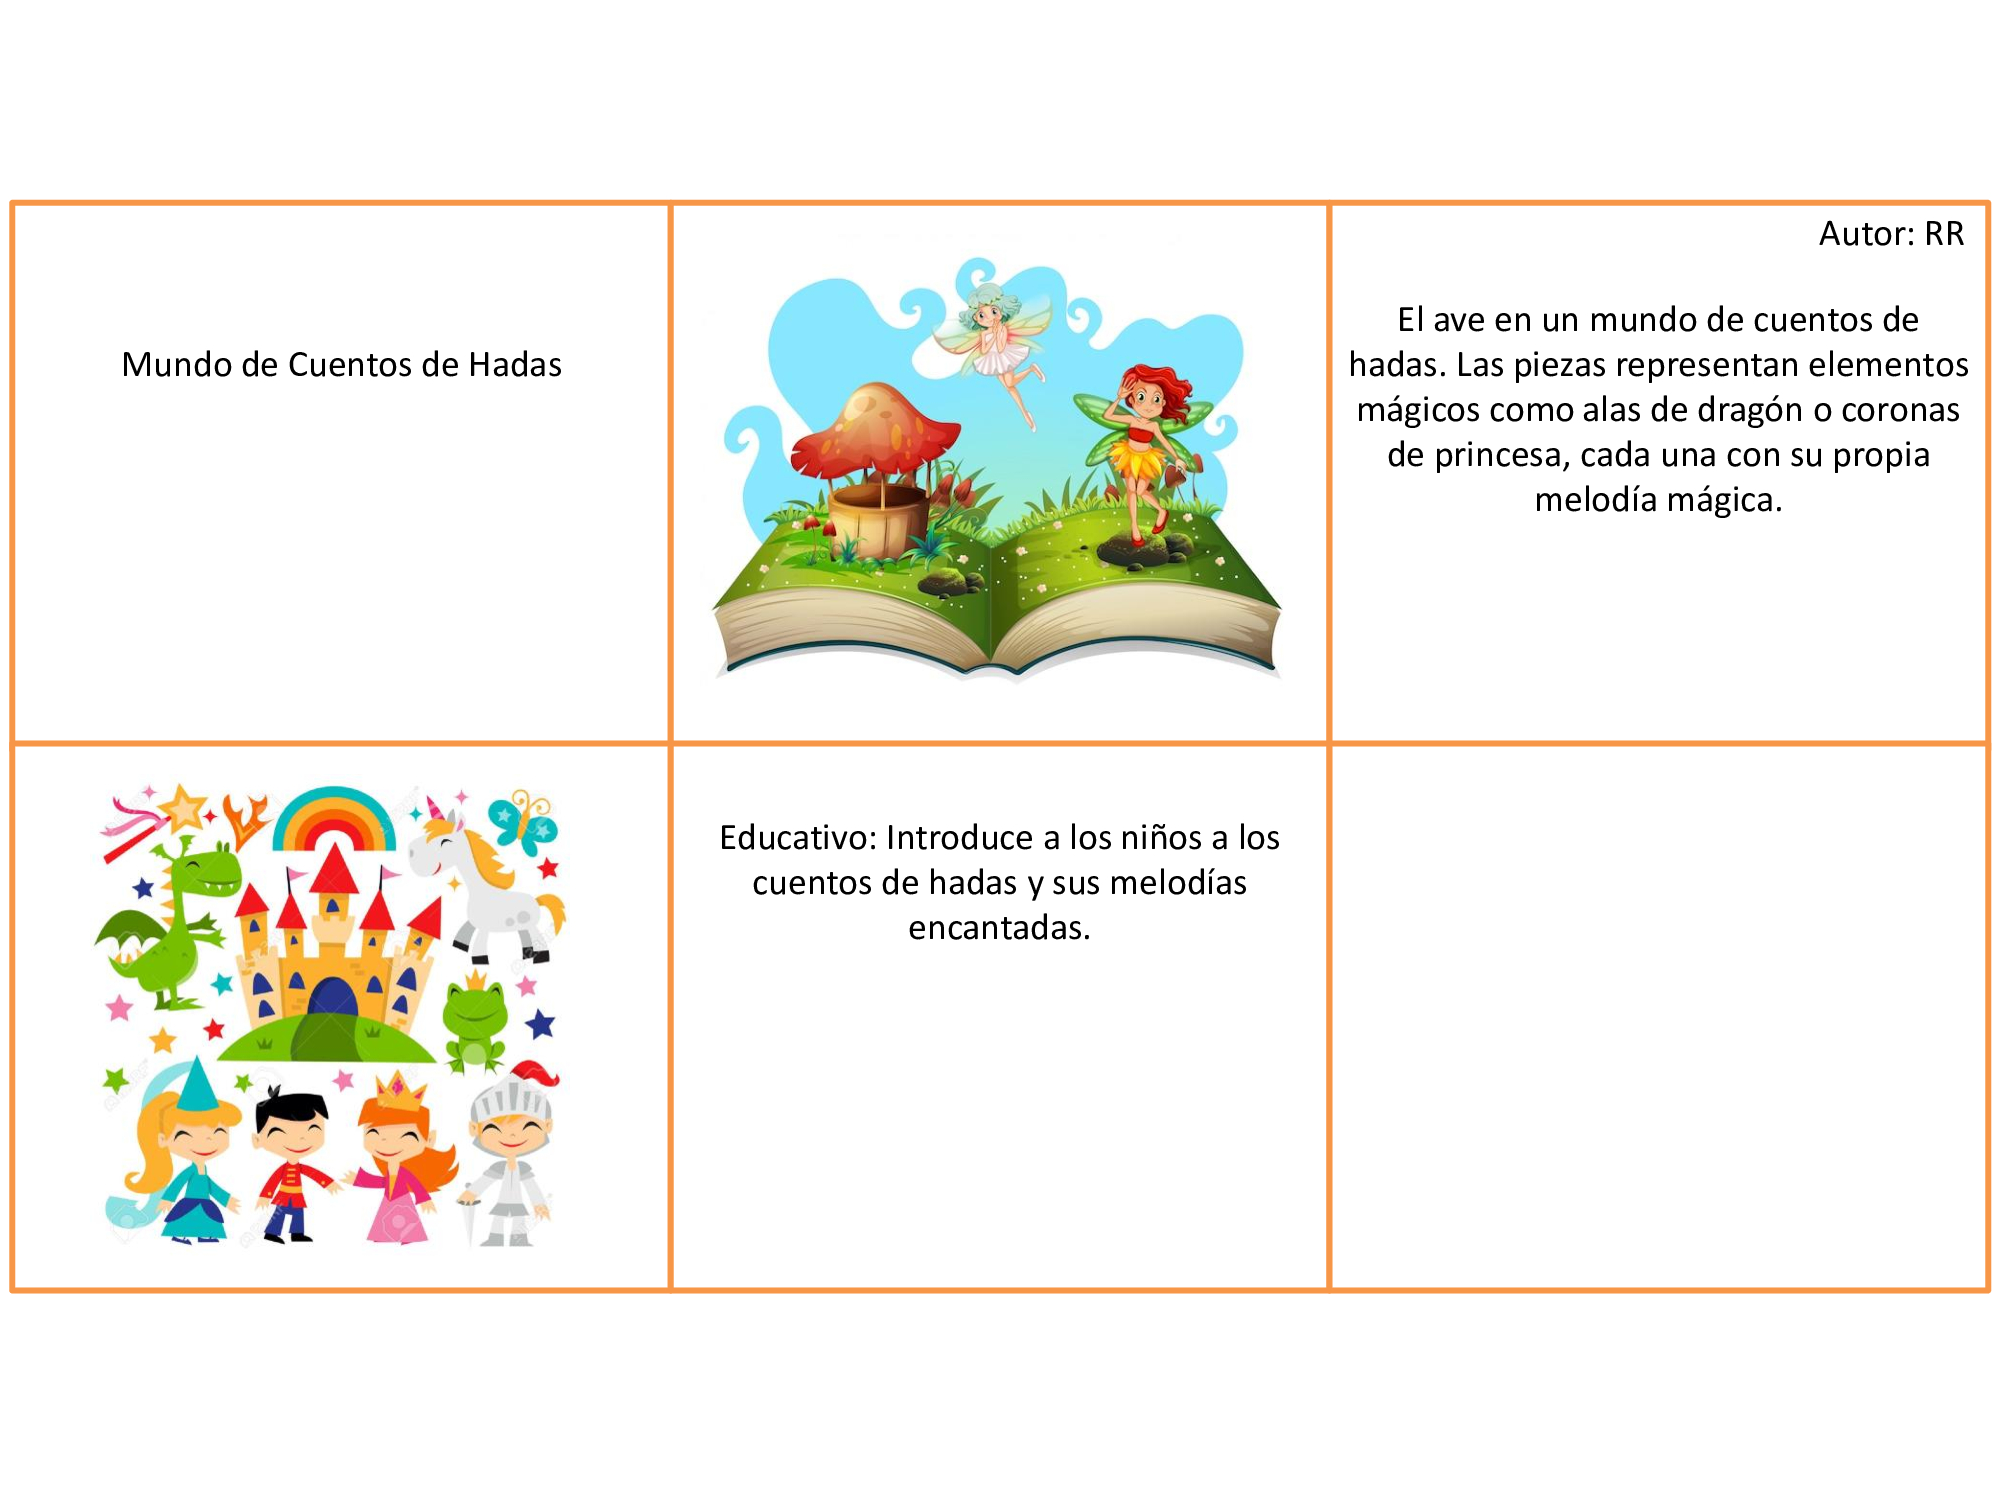 Mundo de Cuentos de Hadas
Autor: RR
El ave en un mundo de cuentos de
hadas. Las piezas representan elementos
mágicos como alas de dragón o coronas
de princesa, cada una con su propia
melodía mágica.
Educativo: Introduce a los niños a los
cuentos de hadas y sus melodías
encantadas.